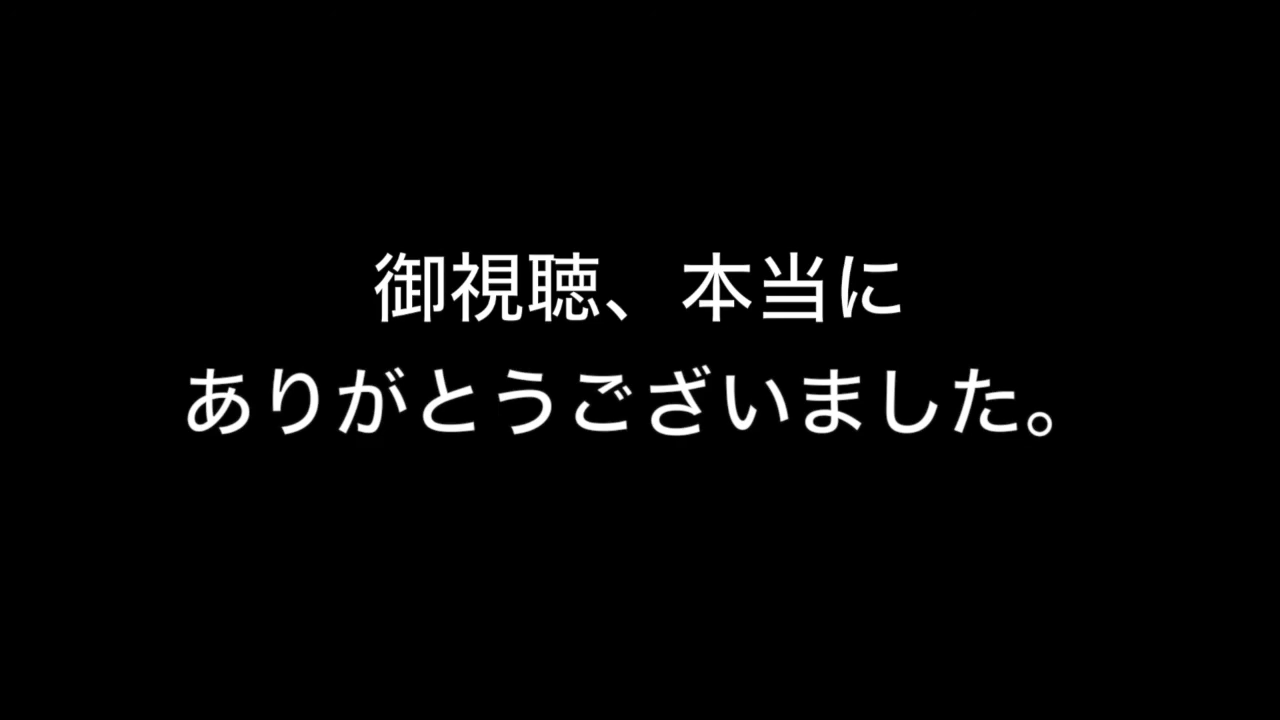 御視聴、本当に
ありがとうございました。